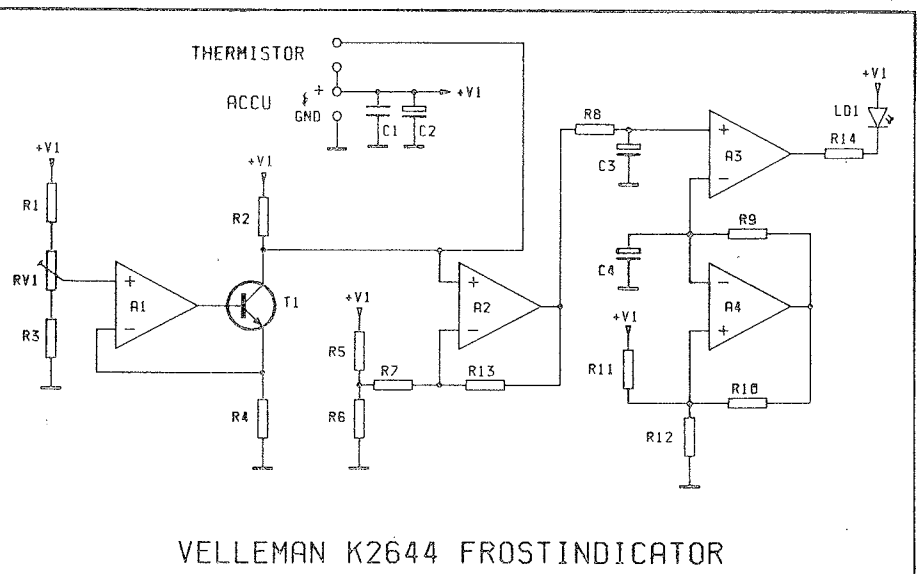 THERMISTOR
ACCU
+
GND
+V1
C1
C2
+V1
R1
RV1
R3
+
A1
−
+V1
R2
T1
R4
+V1
R5
R6
R7
R13
+
A2
−
R8
C3
+
A3
−
R14
+V1
LD1
R9
C4
−
A4
+
+V1
R11
R10
R12
VELLEMAN K2644 FROSTINDICATOR